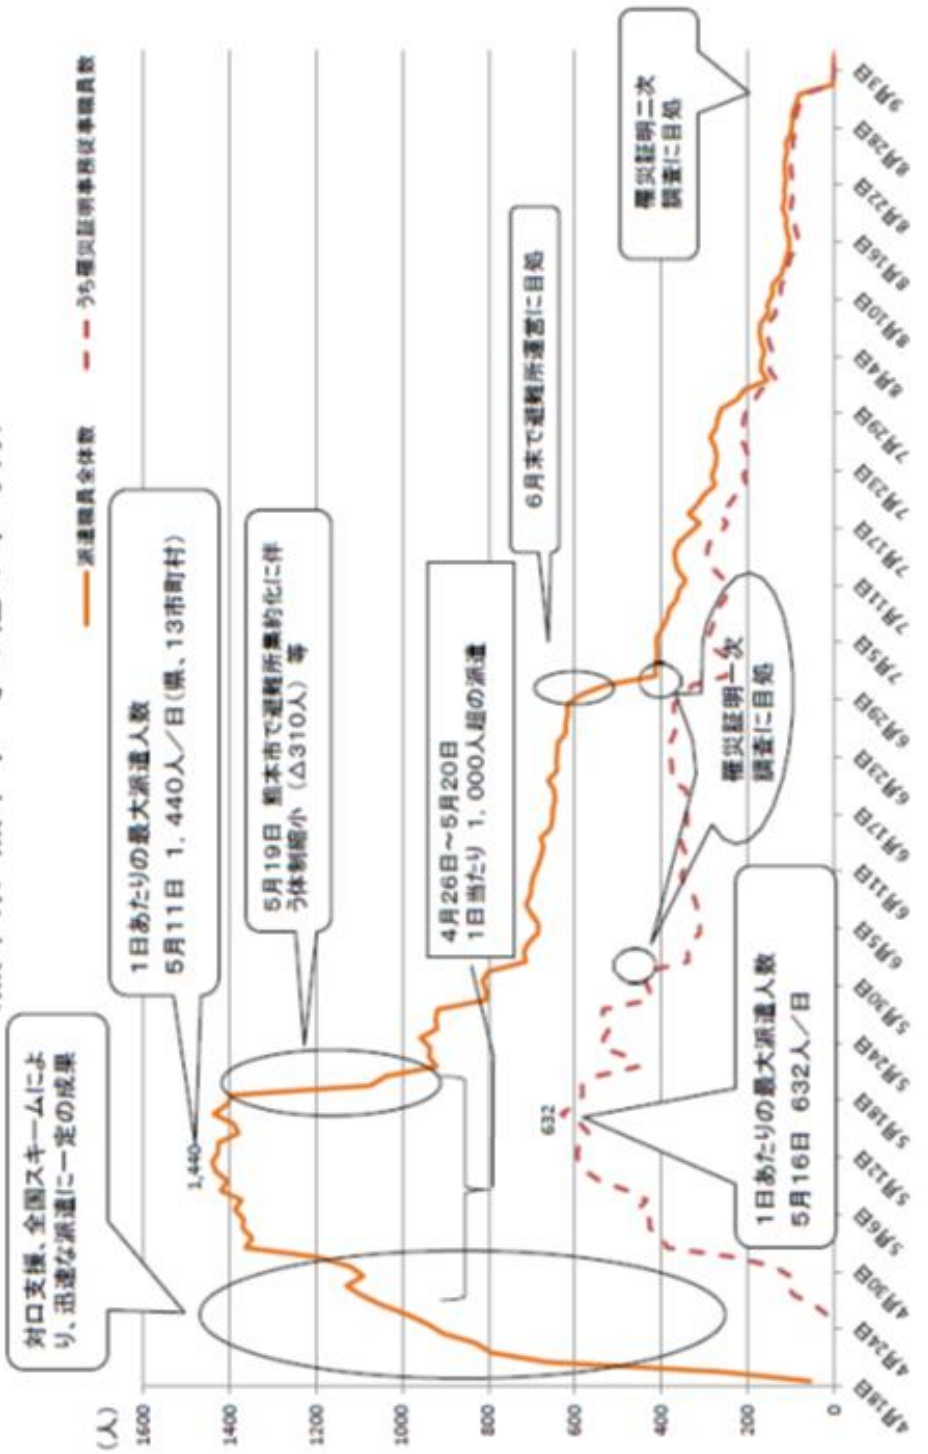 派遣職員全体数
うち罹災証明事務従事職員数
対口支援、全国スキームによ
り、迅速な派遣に一定の成果
1日あたりの最大派遣人数
5月11日 1,440人／日(県、13市町村)
5月19日 熊本市で避難所集約化に伴
う体制縮小 (△310人) 等
4月26日～5月20日
1日当たり 1,000人超の派遣
6月末で避難所運営に目処
罹災証明二次
調査に目処
罹災証明一次
調査に目処
1日あたりの最大派遣人数
5月16日 632人／日
1,440
632
(人)
1600
1400
1200
1000
800
600
400
200
0
4月18日
4月24日
4月30日
5月6日
5月12日
5月18日
5月24日
5月30日
6月5日
6月11日
6月17日
6月23日
6月29日
7月5日
7月11日
7月17日
7月23日
7月29日
8月4日
8月10日
8月16日
8月22日
8月28日
9月3日